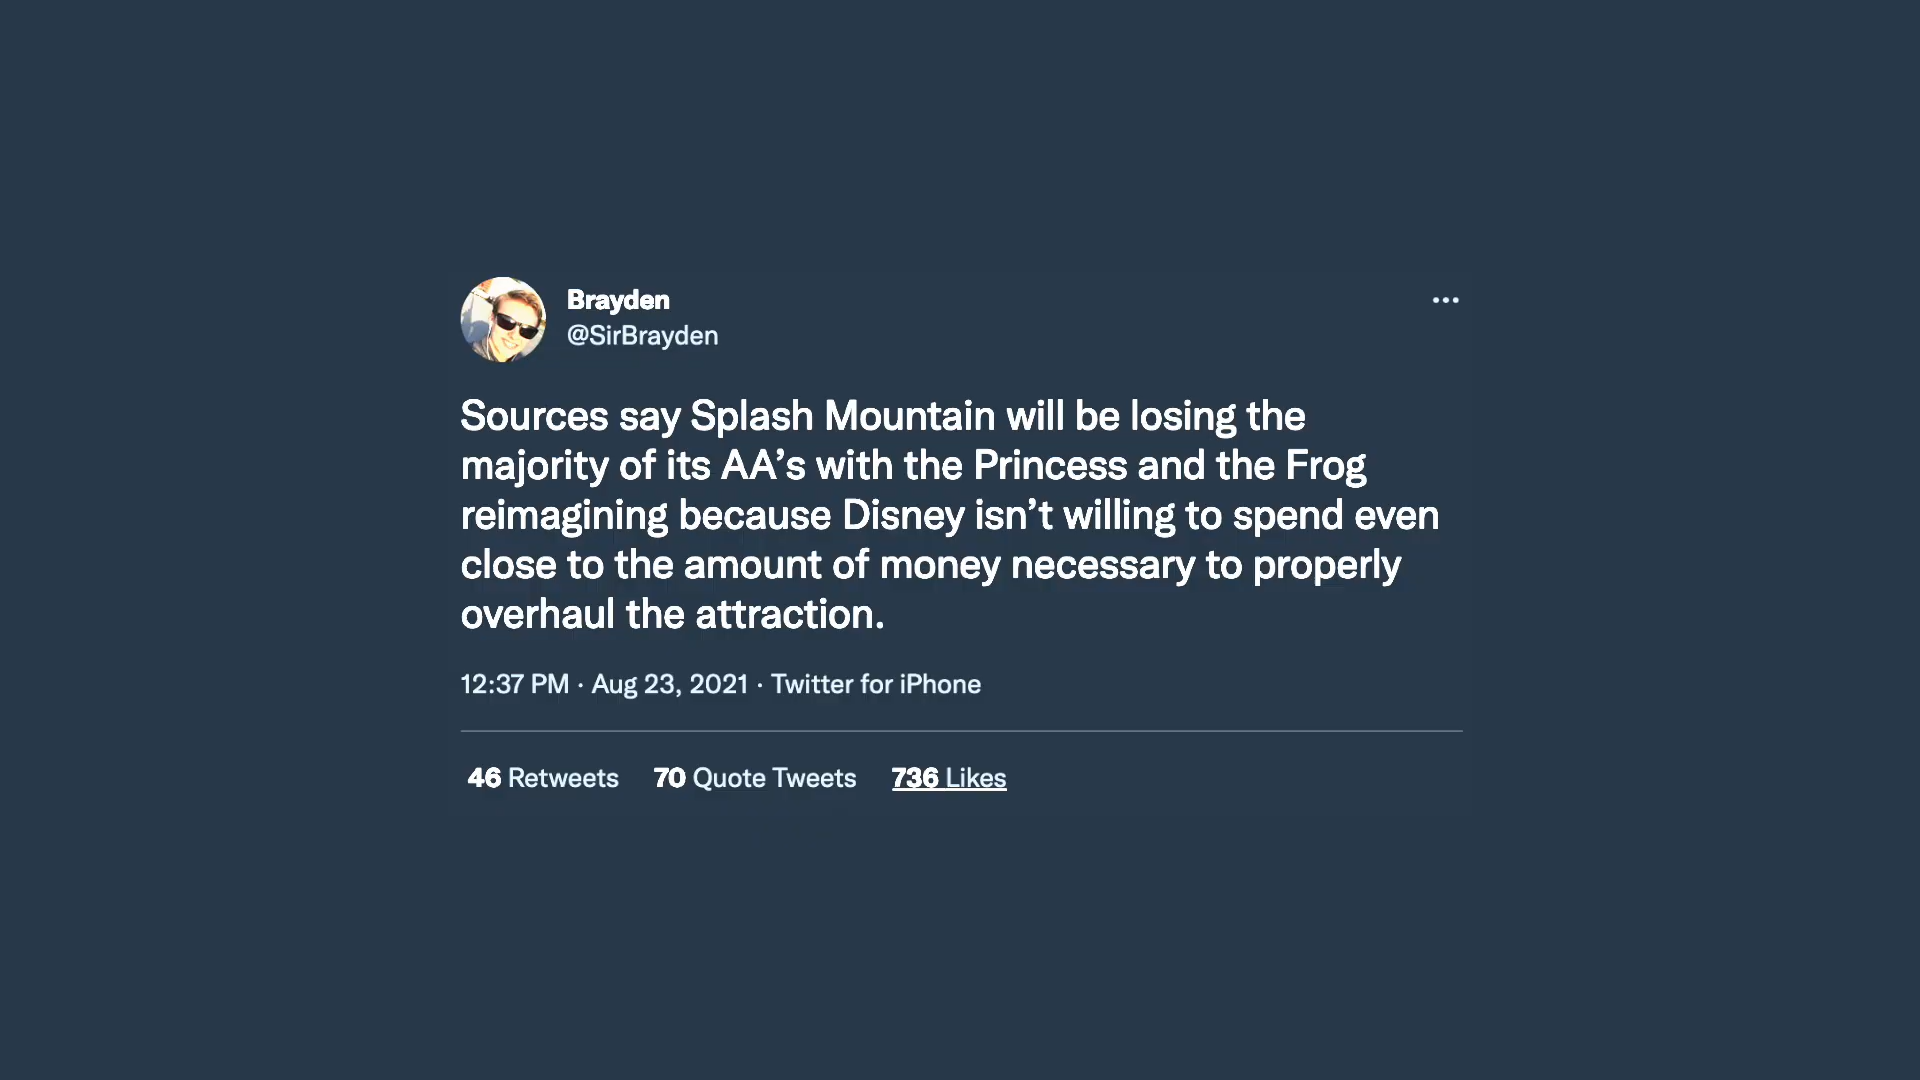 Brayden
@SirBrayden
Sources say Splash Mountain will be losing the
majority of its AA’s with the Princess and the Frog
reimagining because Disney isn’t willing to spend even
close to the amount of money necessary to properly
overhaul the attraction.
12:37 PM · Aug 23, 2021 · Twitter for iPhone
46 Retweets 70 Quote Tweets 736 Likes